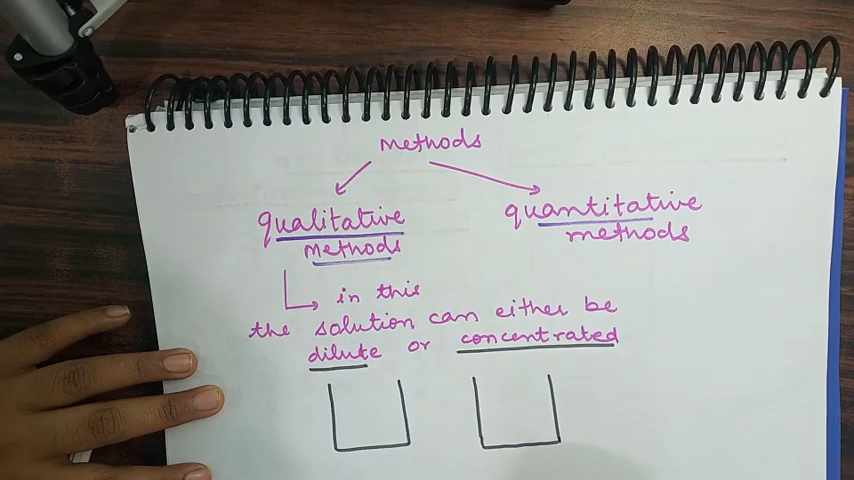 methods
qualitative
methods
quantitative
methods
in this
the solution can either be
dilute or concentrated